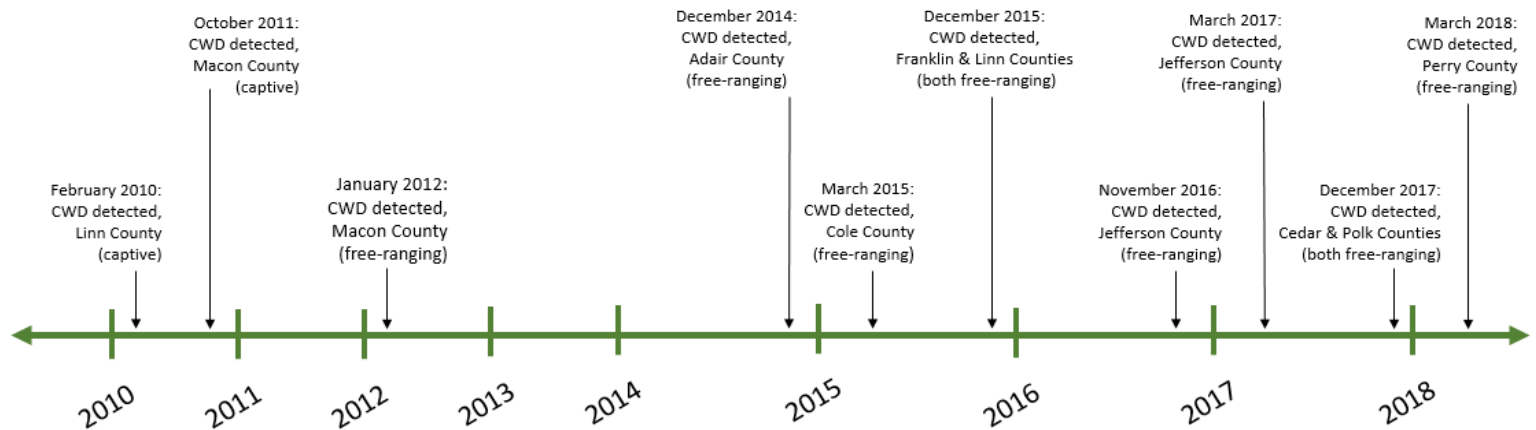 October 2011:
CWD detected,
Macon County
(captive)
December 2014:
CWD detected,
Adair County
(free-ranging)
December 2015:
CWD detected,
Franklin & Linn Counties
(both free-ranging)
March 2017:
CWD detected,
Jefferson County
(free-ranging)
March 2018:
CWD detected,
Perry County
(free-ranging)
February 2010:
CWD detected,
Linn County
(captive)
January 2012:
CWD detected,
Macon County
(free-ranging)
March 2015:
CWD detected,
Cole County
(free-ranging)
November 2016:
CWD detected,
Jefferson County
(free-ranging)
December 2017:
CWD detected,
Cedar & Polk Counties
(both free-ranging)
2010
2011
2012
2013
2014
2015
2016
2017
2018